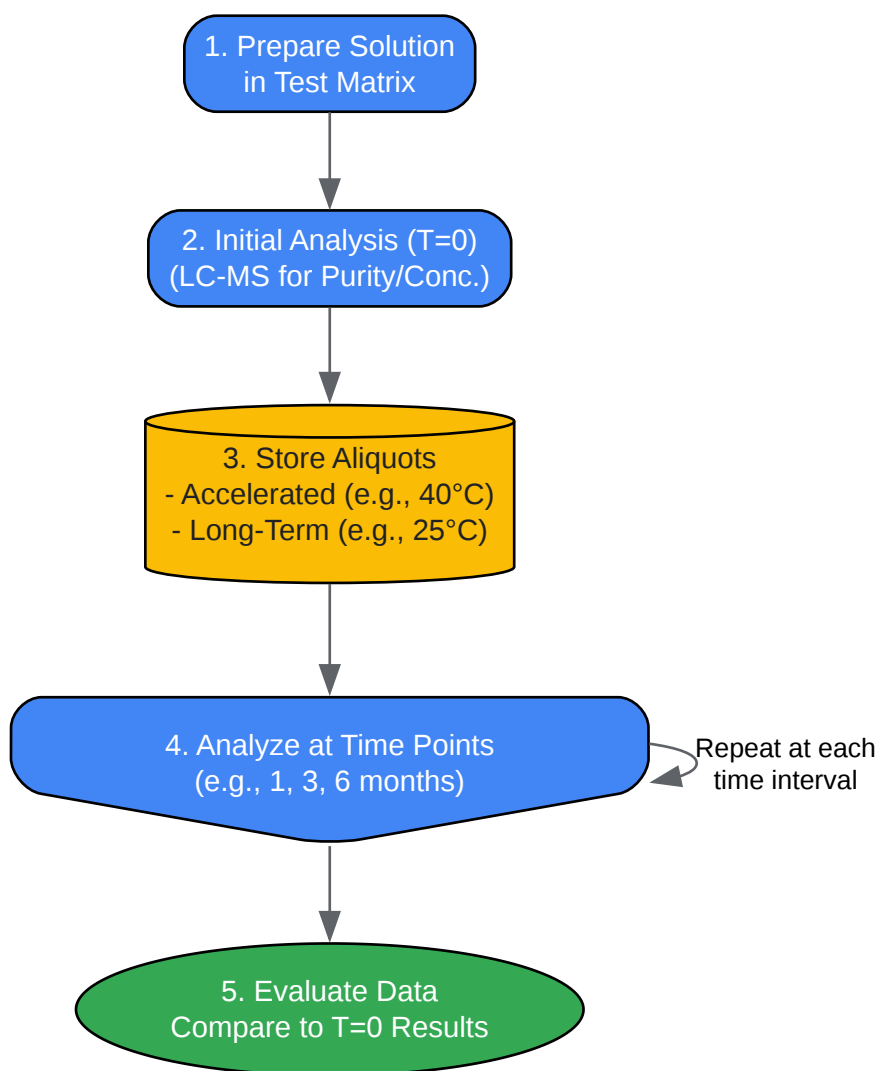 1. Prepare Solution
in Test Matrix
2. Initial Analysis (T=0)
(LC-MS for Purity/Conc.)
3. Store Aliquots
- Accelerated (e.g., 40°C)
- Long-Term (e.g., 25°C)
4. Analyze at Time Points
(e.g., 1, 3, 6 months)
Repeat at each
time interval
5. Evaluate Data
Compare to T=0 Results